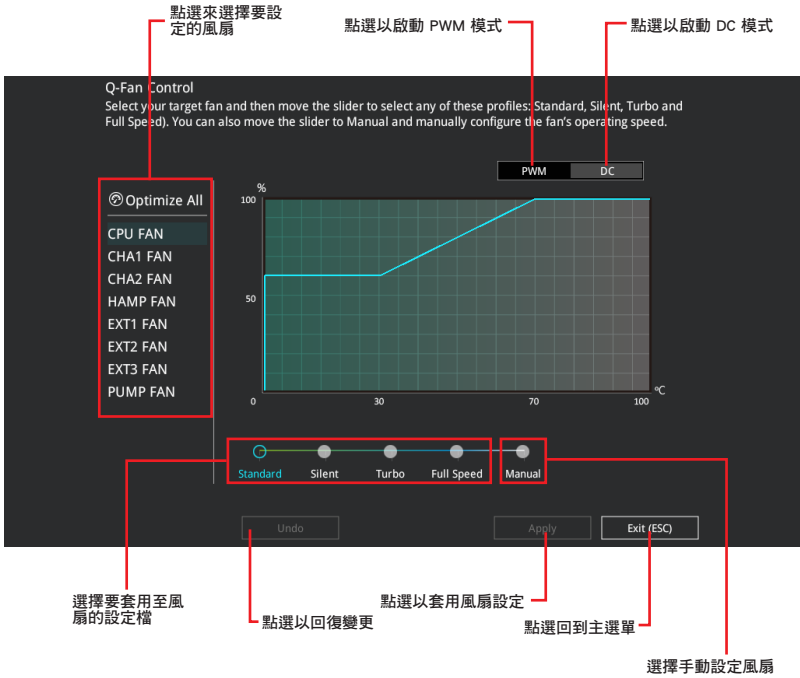 點選來選擇要設
定的風扇
點選以啟動 PWM 模式
點選以啟動 DC 模式
Q-Fan Control
Select your target fan and then move the slider to select any of these profiles: Standard, Silent, Turbo and
Full Speed). You can also move the slider to Manual and manually configure the fan's operating speed.
PWM
DC
Optimize All
CPU FAN
CHA1 FAN
CHA2 FAN
HAMP FAN
EXT1 FAN
EXT2 FAN
EXT3 FAN
PUMP FAN
%
100
50
0
30
70
100
ºC
Standard
Silent
Turbo
Full Speed
Manual
Undo
Apply
Exit (ESC)
選擇要套用至風
扇的設定檔
點選以回復變更
點選以套用風扇設定
點選回到主選單
選擇手動設定風扇